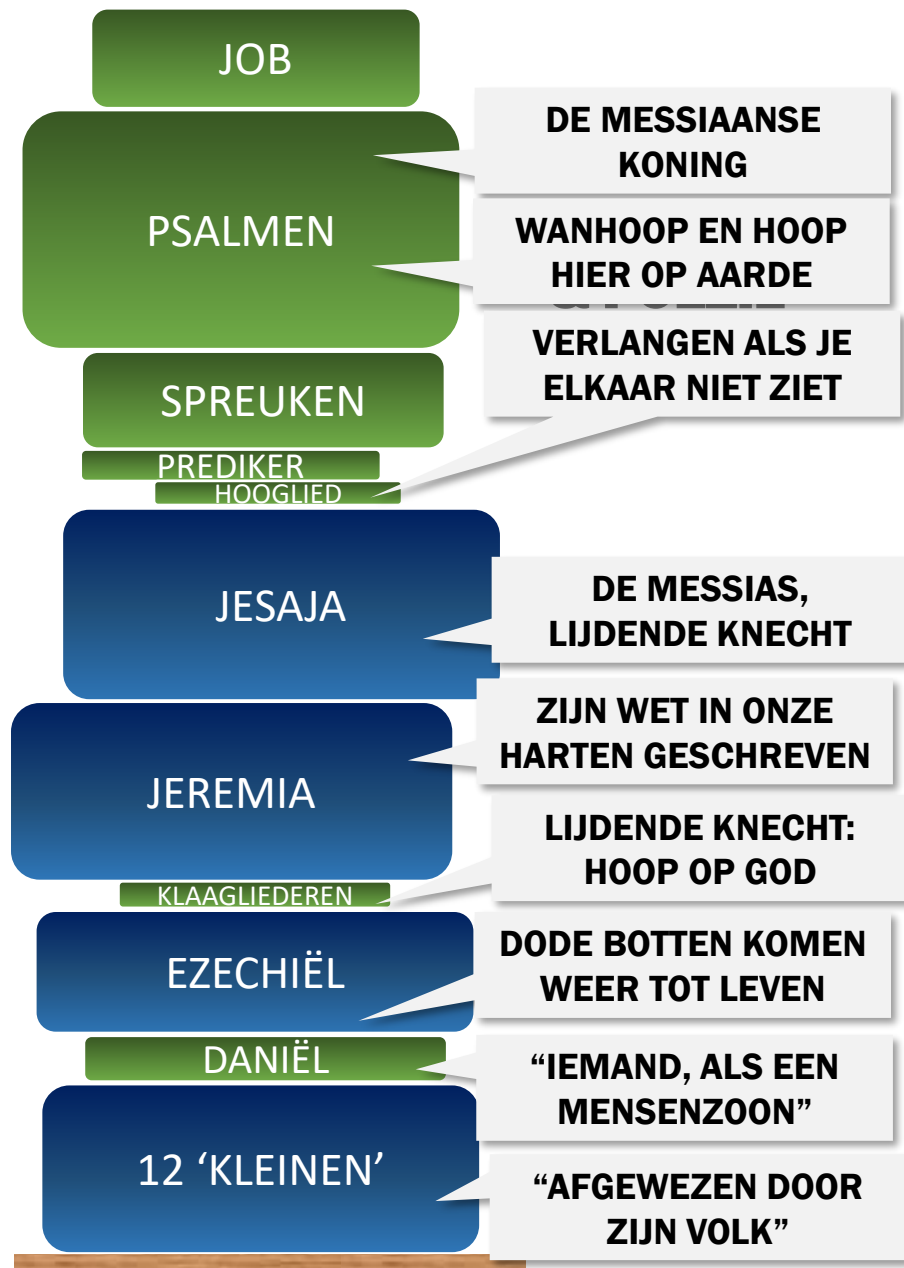 JOB
DE MESSIAANSE
KONING
PSALMEN
WANHOOP EN HOOP
HIER OP AARDE
VERLANGEN ALS JE
ELKAAR NIET ZIET
SPREUKEN
PREDIKER
HOOGLIED
JESAJA
DE MESSIAS,
LIJDENDE KNECHT
JEREMIA
ZIJN WET IN ONZE
HARTEN GESCHREVEN
LIJDENDE KNECHT:
HOOP OP GOD
KLAAGLIEDEREN
EZECHIËL
DODE BOTTEN KOMEN
WEER TOT LEVEN
DANIËL
“IEMAND, ALS EEN
MENSENZOON”
12 ‘KLEINEN’
“AFGEWEZEN DOOR
ZIJN VOLK”